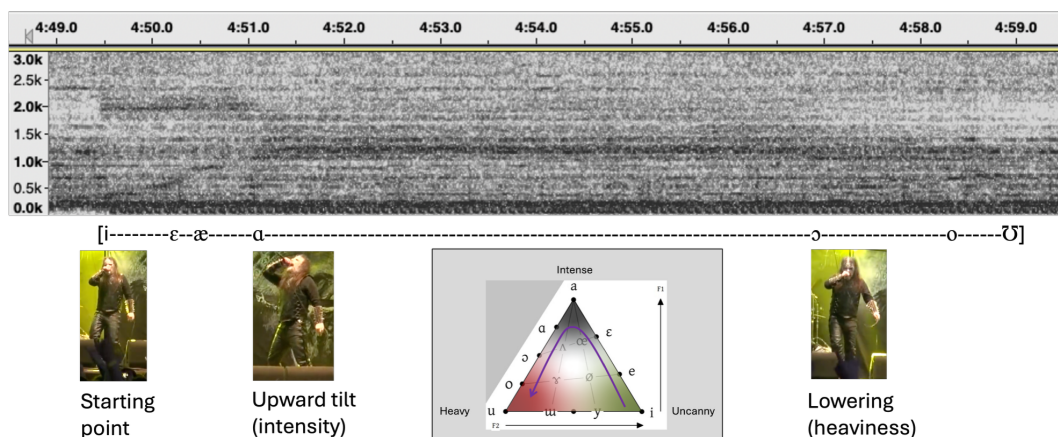 4:49.0 4:50.0 4:51.0 4:52.0 4:53.0 4:54.0 4:55.0 4:56.0 4:57.0 4:58.0 4:59.0
3.0k
2.5k
2.0k
1.5k
1.0k
0.5k
0.0k
[i--------ɛ--æ-----ɑ----------------------------------------------------------------ɔ----------------o------Ʊ]
Starting
point
Upward tilt
(intensity)
Intense
a
F1
ɑ
ɛ
ʌ
œ
ɔ
e
o
ɤ
ø
Heavy
u
ɯ
y
i
Uncanny
F2
Lowering
(heaviness)